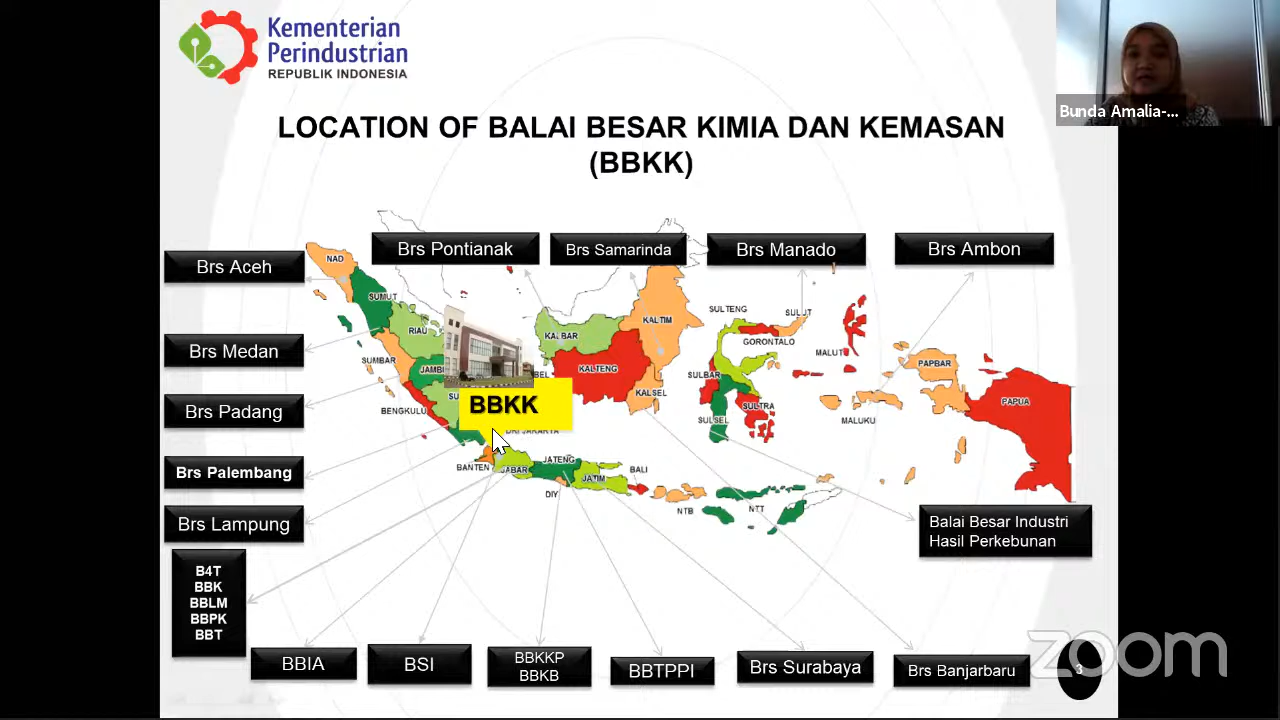 Kementerian
Perindustrian
REPUBLIK INDONESIA
Bunda Amalia-...
LOCATION OF BALAI BESAR KIMIA DAN KEMASAN
(BBKK)
Brs Pontianak
Brs Samarinda
Brs Manado
Brs Ambon
Brs Aceh
Brs Medan
Brs Padang
Brs Palembang
Brs Lampung
NAD
SUMUT
RIAU
SUMBAR
JAMB
BENGKULU
BEL
BBKK
DKI JAKARTA
BANTEN
JABAR
JATENG
DIY
JATIM
BALI
NTB
NTT
KALBAR
KALTENG
KALTIM
KALSEL
SULTENG
SULUT
GORONTALO
SULBAR
SULSEL
SULTRA
MALUT
MALUKU
PAPBAR
PAPUA
Balai Besar Industri
Hasil Perkebunan
B4T
BBK
BBLM
BBPK
BBT
BBIA
BSI
BBKKP
BBKB
BBTPPI
Brs Surabaya
Brs Banjarbaru
3
zoom